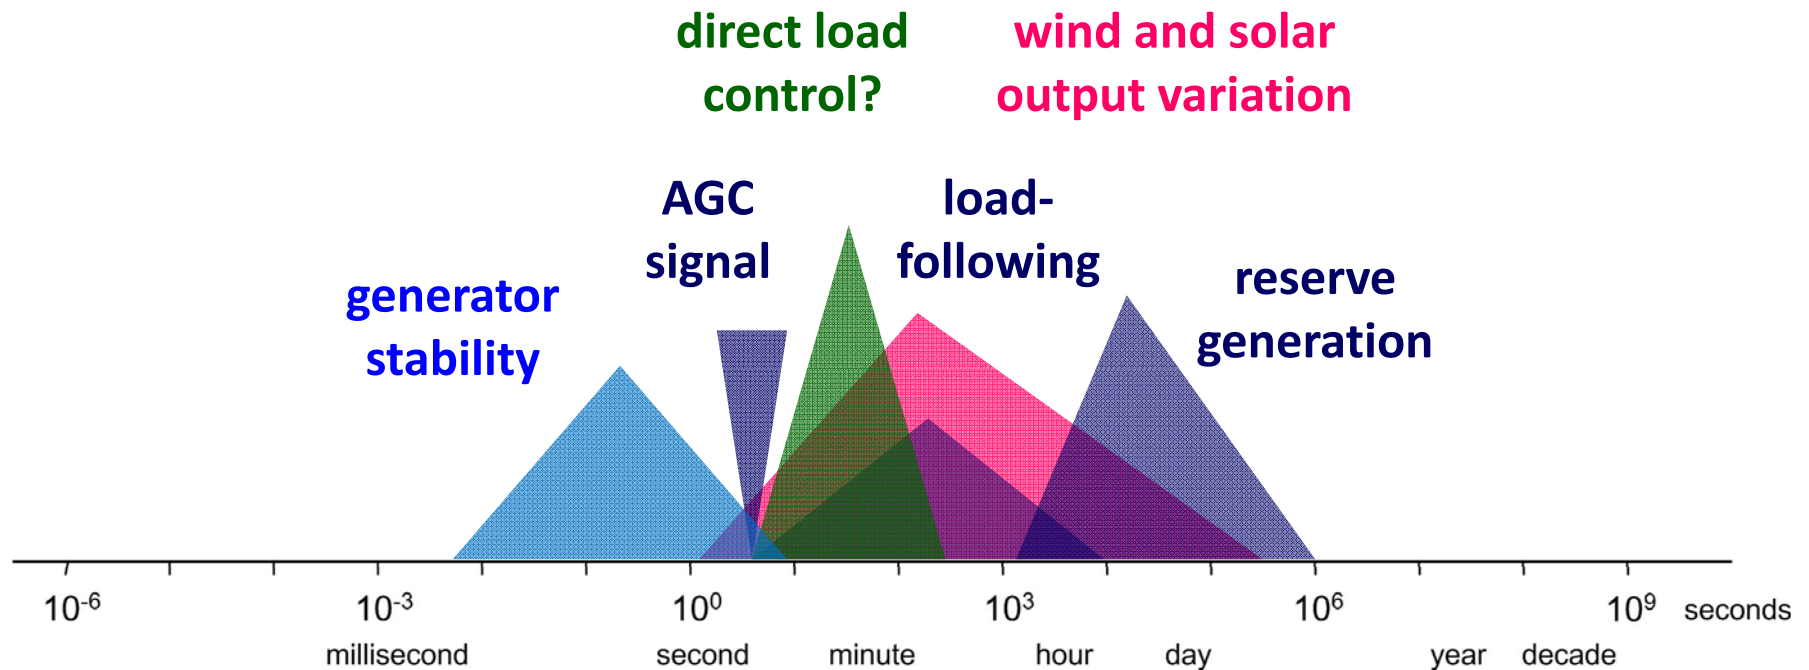 direct load
control?
wind and solar
output variation
AGC
signal
load-
following
generator
stability
reserve
generation
10⁻⁶ 10⁻³ 10⁰ 10³ 10⁶ 10⁹ seconds
millisecond second minute hour day year decade